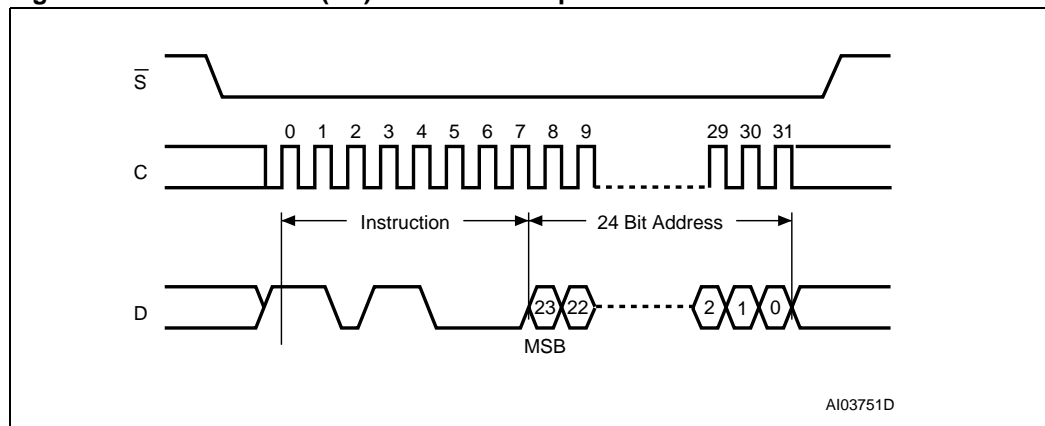 S
0 1 2 3 4 5 6 7 8 9 29 30 31
C
Instruction 24 Bit Address
D 23 22 2 1 0
MSB
AI03751D